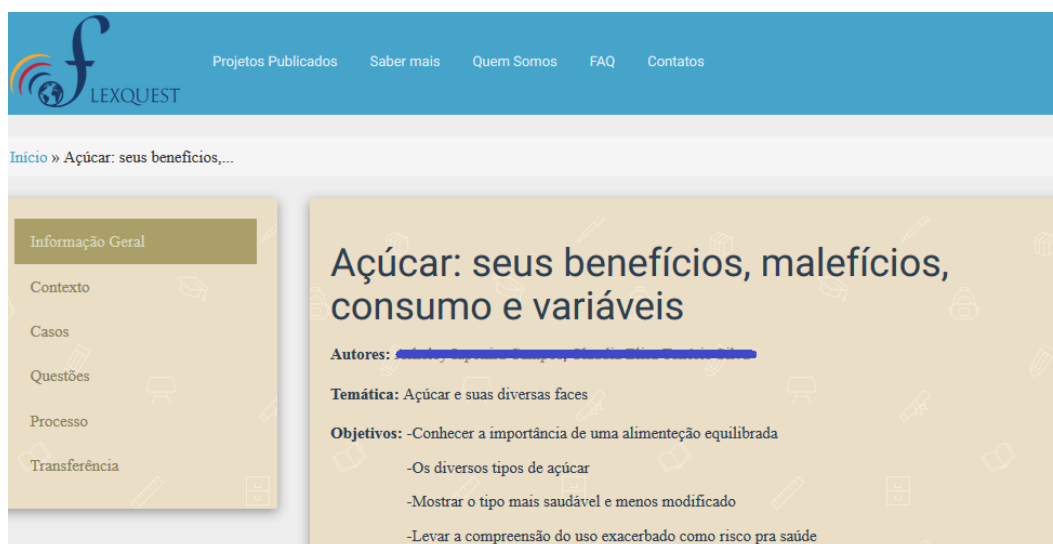 Projetos Publicados Saber mais Quem Somos FAQ Contatos
fLEXQUEST
Início » Açúcar: seus benefícios,...
Informação Geral
Contexto
Casos
Questões
Processo
Transferência
Açúcar: seus benefícios, malefícios,
consumo e variáveis
Autores:
Temática: Açúcar e suas diversas faces
Objetivos: -Conhecer a importância de uma alimenteção equilibrada
-Os diversos tipos de açúcar
-Mostrar o tipo mais saudável e menos modificado
-Levar a compreensão do uso exacerbado como risco pra saúde